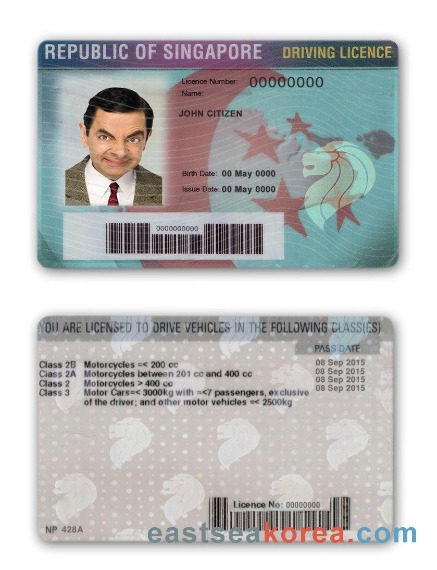 REPUBLIC OF SINGAPORE DRIVING LICENCE
Licence Number: 00000000
Name:
JOHN CITIZEN
Birth Date: 00 May 0000
Issue Date: 00 May 0000
0000000000
YOU ARE LICENSED TO DRIVE VEHICLES IN THE FOLLOWING CLASS(ES)
PASS DATE
Class 2B Motorcycles =< 200 cc 08 Sep 2015
Class 2A Motorcycles between 201 cc and 400 cc 08 Sep 2015
Class 2 Motorcycles > 400 cc 08 Sep 2015
Class 3 Motor Cars=< 3000kg with =<7 passengers, exclusive 08 Sep 2015
of the driver; and other motor vehicles =< 2500kg
Licence No: 00000000
NP 428A
eastseakorea.com